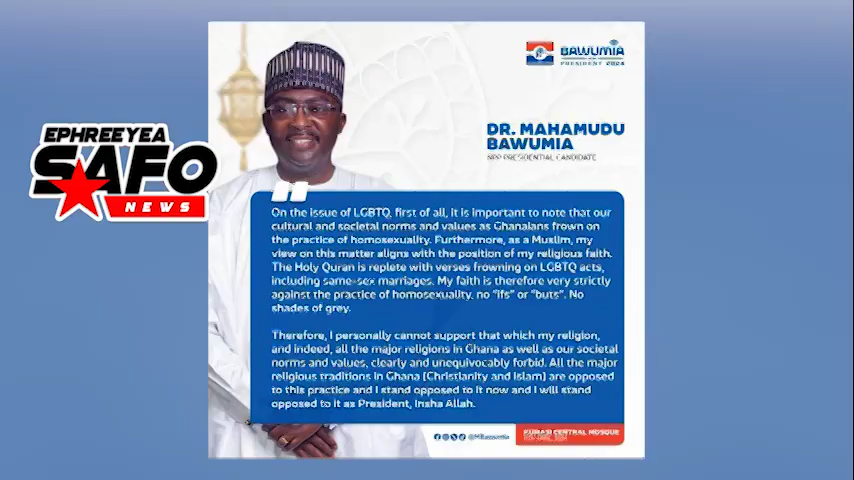 EPHREEYEA
SAFO
NEWS
BAWUMIA
PRESIDENT 2024
DR. MAHAMUDU
BAWUMIA
NPP PRESIDENTIAL CANDIDATE
On the issue of LGBTQ, first of all, it is important to note that our
cultural and societal norms and values as Ghanaians frown on
the practice of homosexuality. Furthermore, as a Muslim, my
view on this matter aligns with the position of my religious faith.
The Holy Quran is replete with verses frowning on LGBTQ acts,
including same-sex marriages. My faith is therefore very strictly
against the practice of homosexuality, no "ifs" or "buts". No
shades of grey.
Therefore, I personally cannot support that which my religion,
and indeed, all the major religions in Ghana as well as our societal
norms and values, clearly and unequivocably forbid. All the major
religious traditions in Ghana [Christianity and Islam] are opposed
to this practice and I stand opposed to it now and I will stand
opposed to it as President, Insha Allah.
@MBawumia
KUMASI CENTRAL MOSQUE